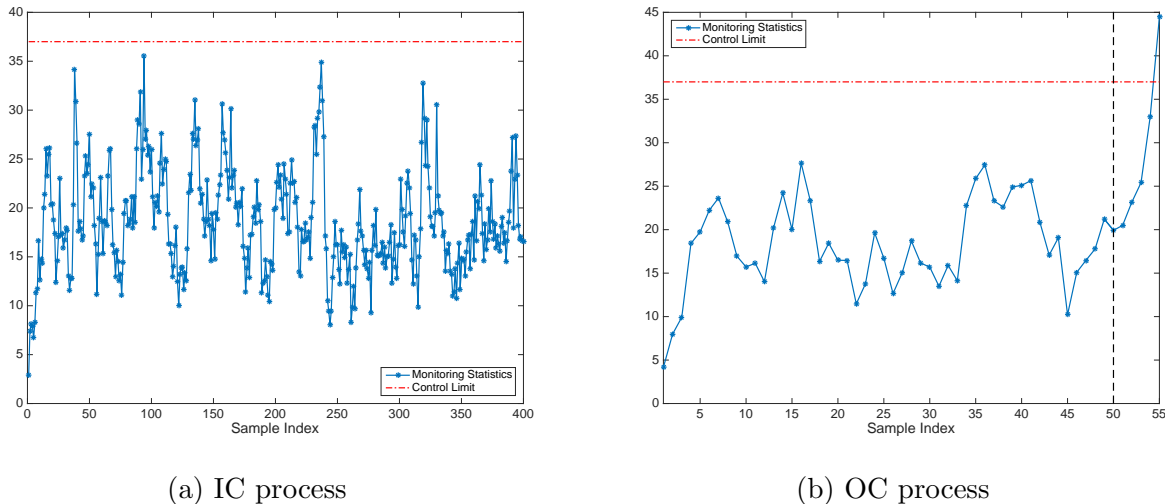 40
35
30
25
20
15
10
5
0
Monitoring Statistics
Control Limit
0 50 100 150 200 250 300 350 400
Sample Index
(a) IC process
45
40
35
30
25
20
15
10
5
0
Monitoring Statistics
Control Limit
5 10 15 20 25 30 35 40 45 50 55
Sample Index
(b) OC process